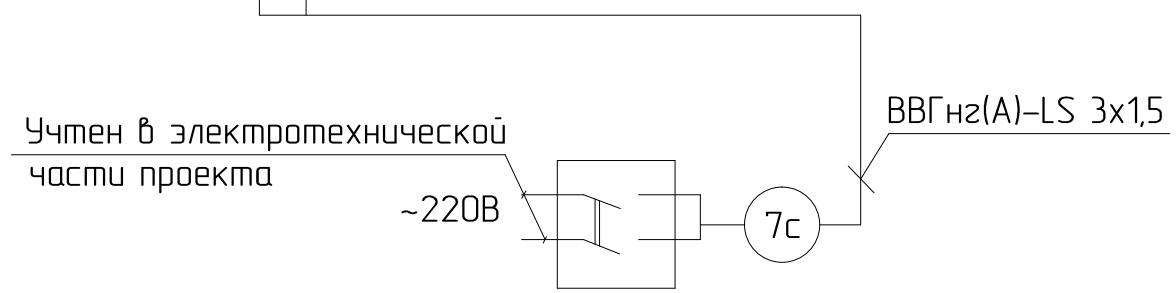 ВВГнг(А)-LS 3х1,5
Учтен в электротехнической
части проекта
~220В
7с